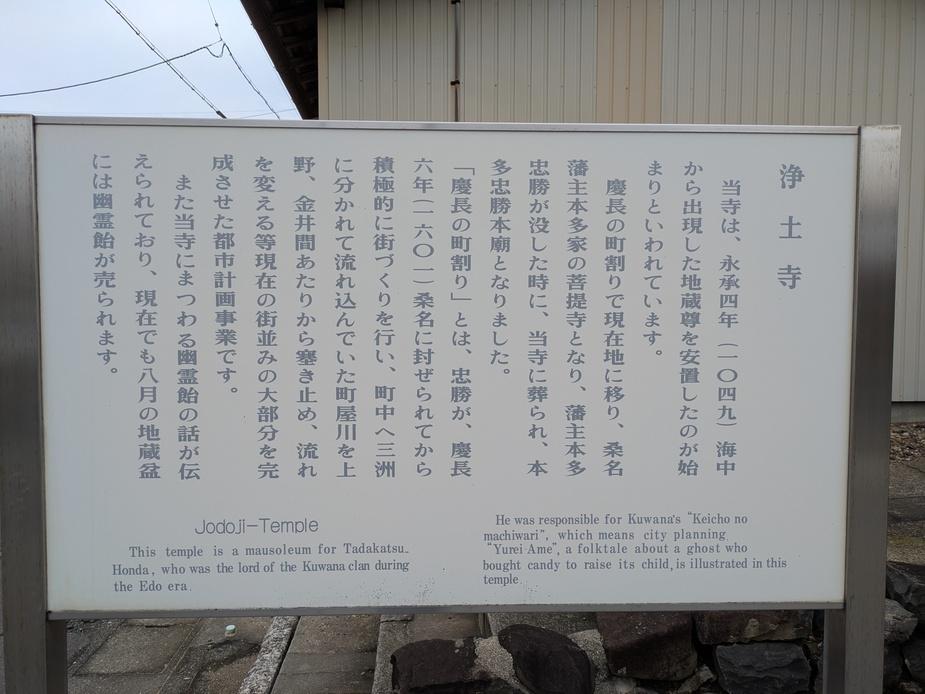 浄土寺
当寺は、永承四年（一〇四九）海中
から出現した地蔵尊を安置したのが始
まりといわれています。
慶長の町割りで現在地に移り、桑名
藩主本多家の菩提寺となり、藩主本多
忠勝が没した時に、当寺に葬られ、本
多忠勝本廟となりました。
「慶長の町割り」とは、忠勝が、慶長
六年（一六〇一）桑名に封ぜられてから
積極的に街づくりを行い、町中へ三洲
に分かれて流れ込んでいた町屋川を上
野、金井間あたりから塞き止め、流れ
を変える等現在の街並みの大部分を完
成させた都市計画事業です。
また当寺にまつわる幽霊飴の話が伝
えられており、現在でも八月の地蔵盆
には幽霊飴が売られます。
Jodoji-Temple
This temple is a mausoleum for Tadakatsu-
Honda, who was the lord of the Kuwana clan during
the Edo era.
He was responsible for Kuwana's "Keicho no
machiwari", which means city planning.
"Yurei-Ame", a folktale about a ghost who
bought candy to raise its child, is illustrated in this
temple.